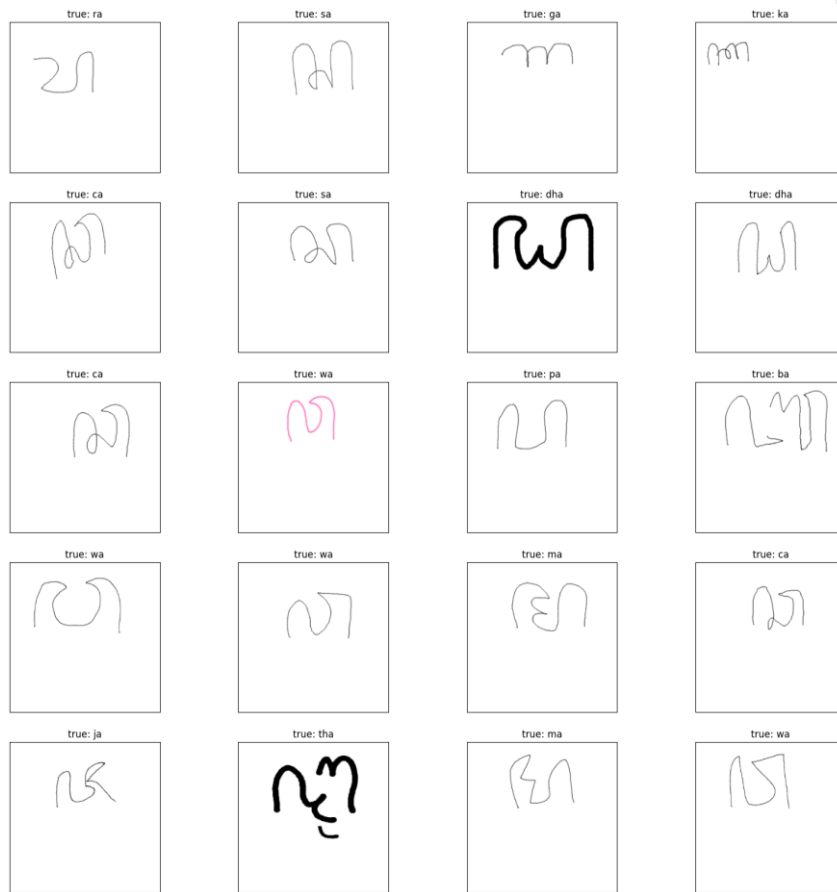 true: ra true: sa true: ga true: ka
ꦫ ꦱ ꦒ ꦏ
true: ca true: sa true: dha true: dha
ꦕ ꦱ ꦝ ꦝ
true: ca true: wa true: pa true: ba
ꦕ ꦮ ꦥ ꦧ
true: wa true: wa true: ma true: ca
ꦮ ꦮ ꦩ ꦕ
true: ja true: tha true: ma true: wa
ꦗ ꦛ ꦩ ꦮ